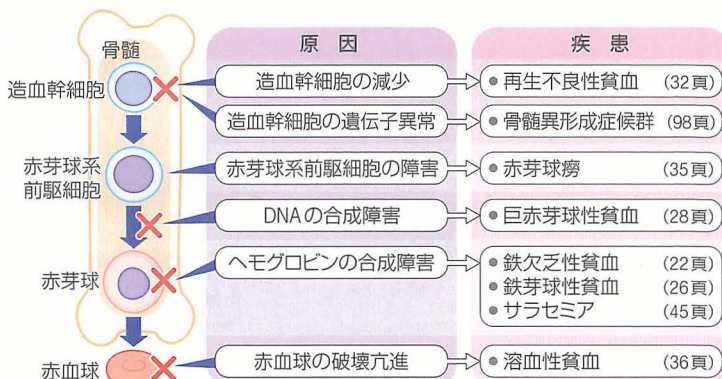 骨髄
原因
疾患
造血幹細胞
造血幹細胞の減少
● 再生不良性貧血 (32頁)
造血幹細胞の遺伝子異常
● 骨髄異形成症候群 (98頁)
赤芽球系
前駆細胞
赤芽球系前駆細胞の障害
● 赤芽球癆 (35頁)
DNAの合成障害
● 巨赤芽球性貧血 (28頁)
赤芽球
ヘモグロビンの合成障害
● 鉄欠乏性貧血 (22頁)
● 鉄芽球性貧血 (26頁)
● サラセミア (45頁)
赤血球
赤血球の破壊亢進
● 溶血性貧血 (36頁)